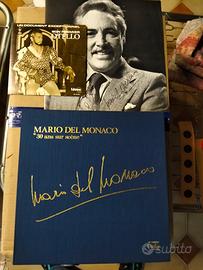 UN DOCUMENT EXCEPTIONNEL
OTELLO
MARIO DEL MONACO
"30 ans sur scène"
Mario del Monaco
subito